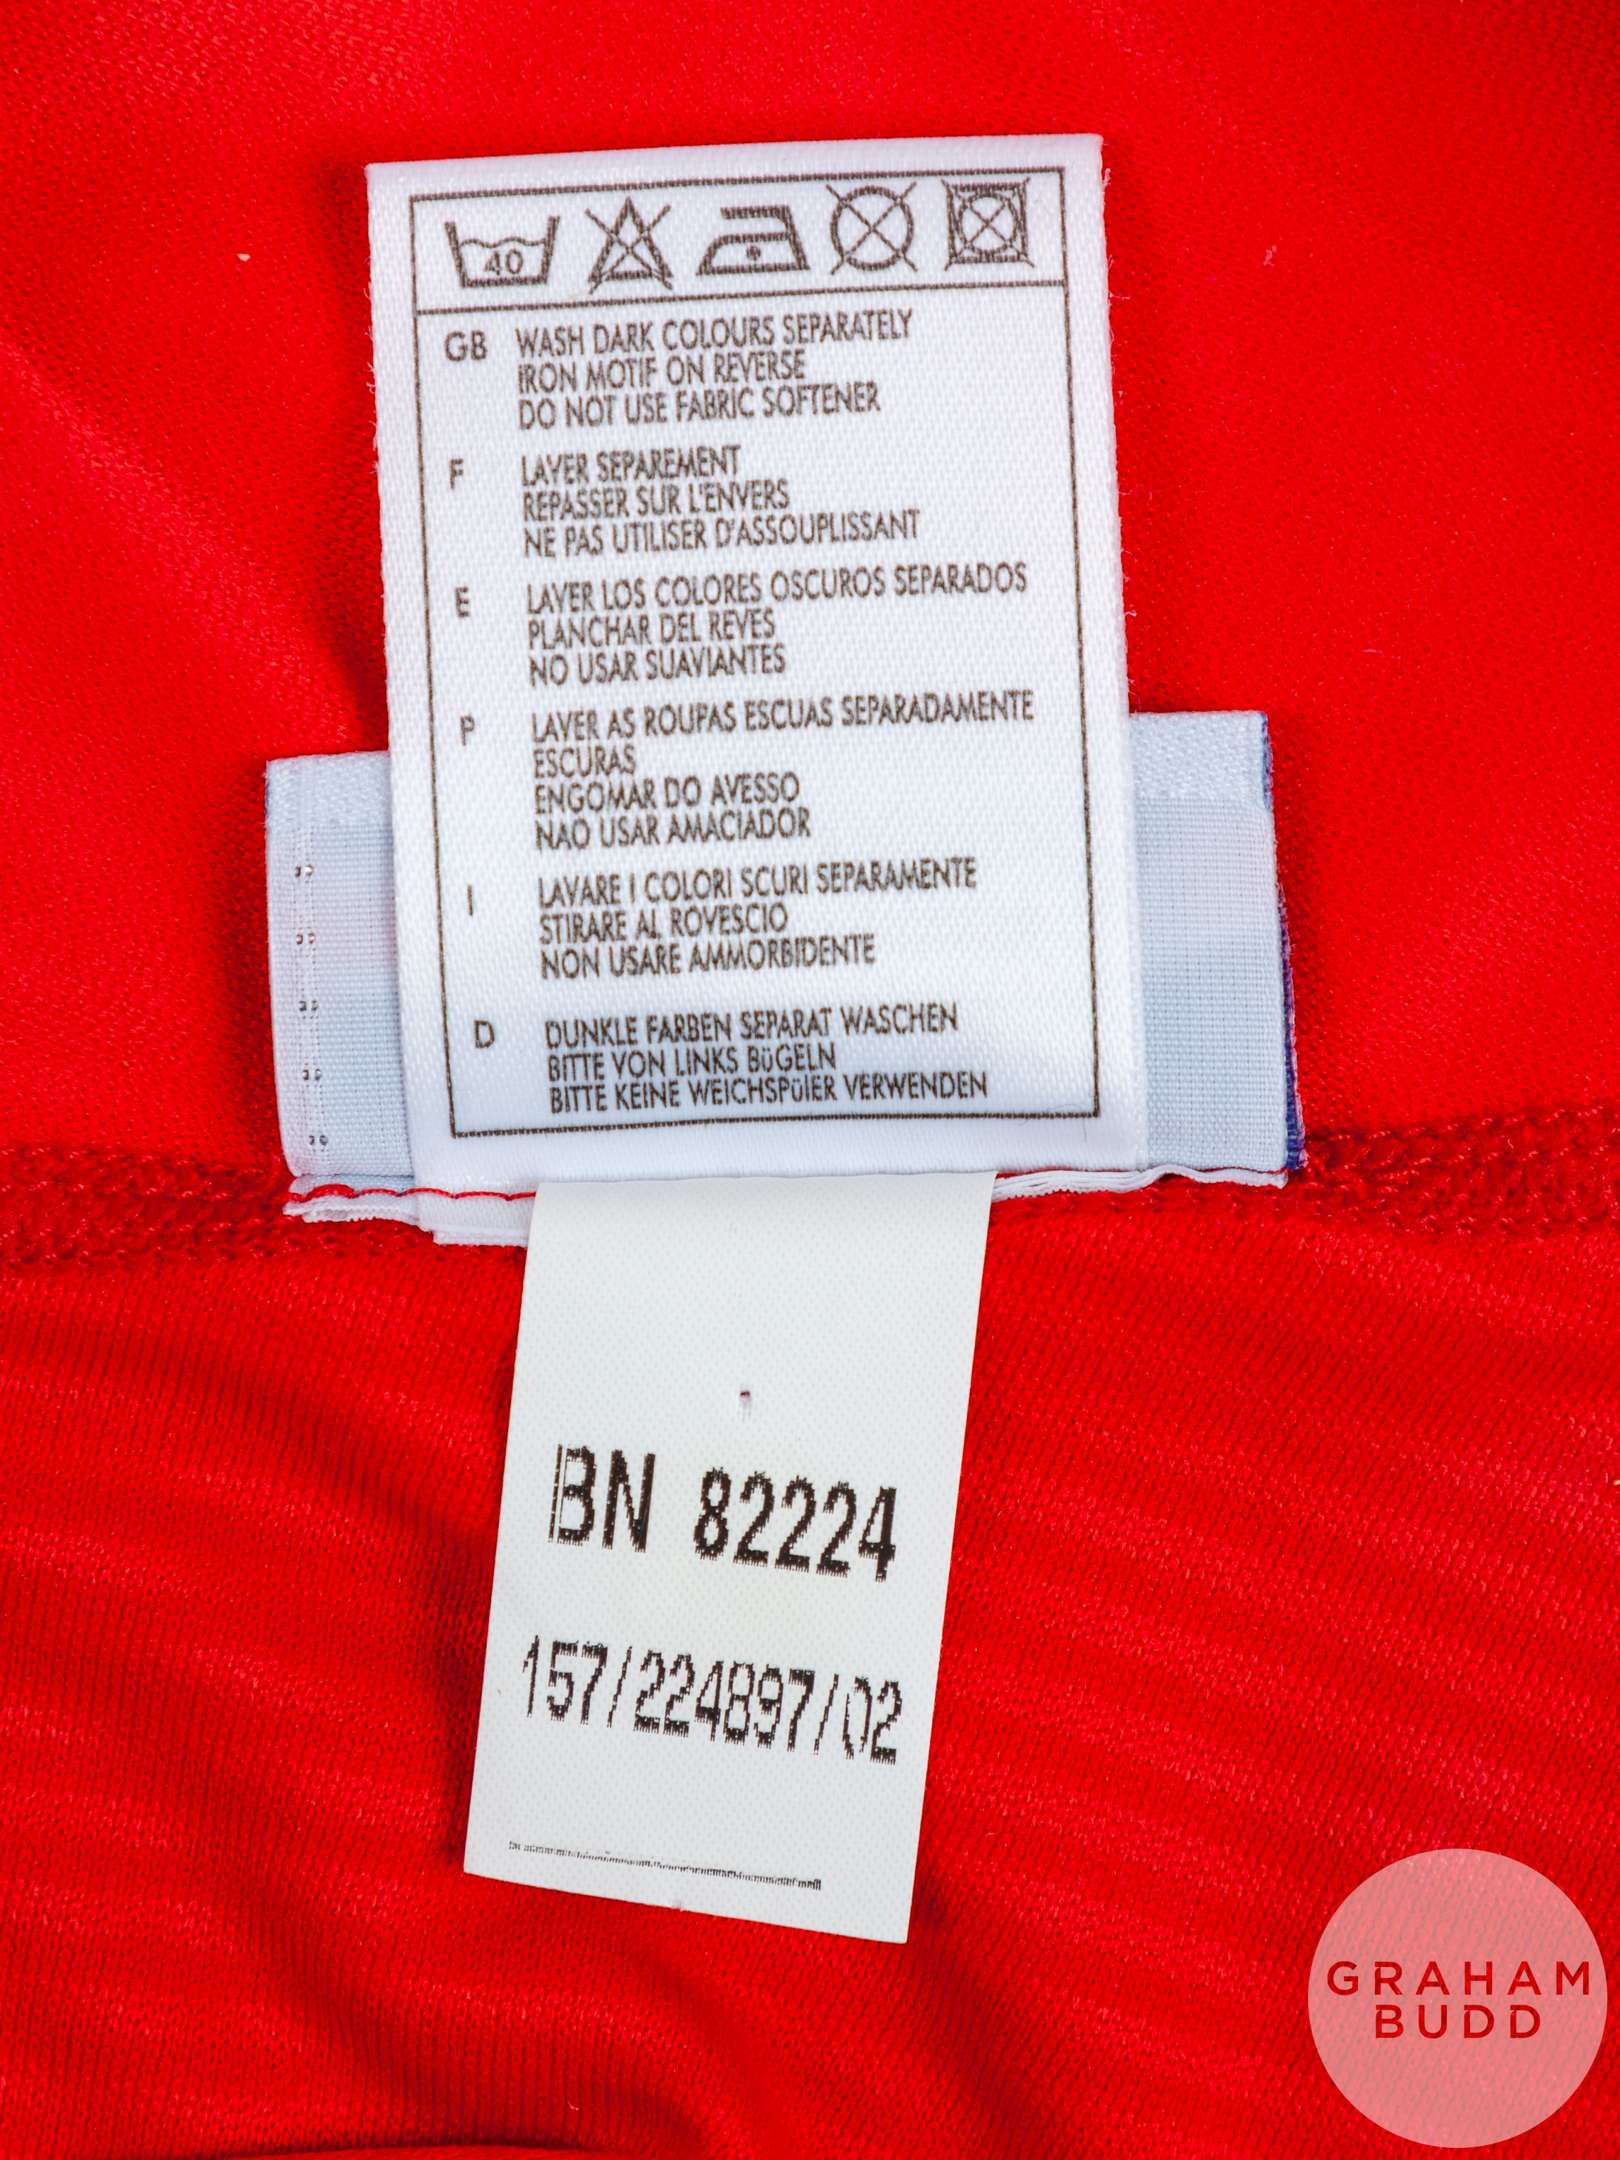 40
GB WASH DARK COLOURS SEPARATELY
IRON MOTIF ON REVERSE
DO NOT USE FABRIC SOFTENER
F LAVER SEPAREMENT
REPASSER SUR L'ENVERS
NE PAS UTILISER D'ASSOUPLISSANT
E LAVER LOS COLORES OSCUROS SEPARADOS
PLANCHAR DEL REVES
NO USAR SUAVIANTES
P LAVER AS ROUPAS ESCUAS SEPARADAMENTE
ESCURAS
ENGOMAR DO AVESSO
NAO USAR AMACIADOR
I LAVARE I COLORI SCURI SEPARAMENTE
STIRARE AL ROVESCIO
NON USARE AMMORBIDENTE
D DUNKLE FARBEN SEPARAT WASCHEN
BITTE VON LINKS BüGELN
BITTE KEINE WEICHSPüIER VERWENDEN
BN 82224
157/224897/02
GRAHAM
BUDD